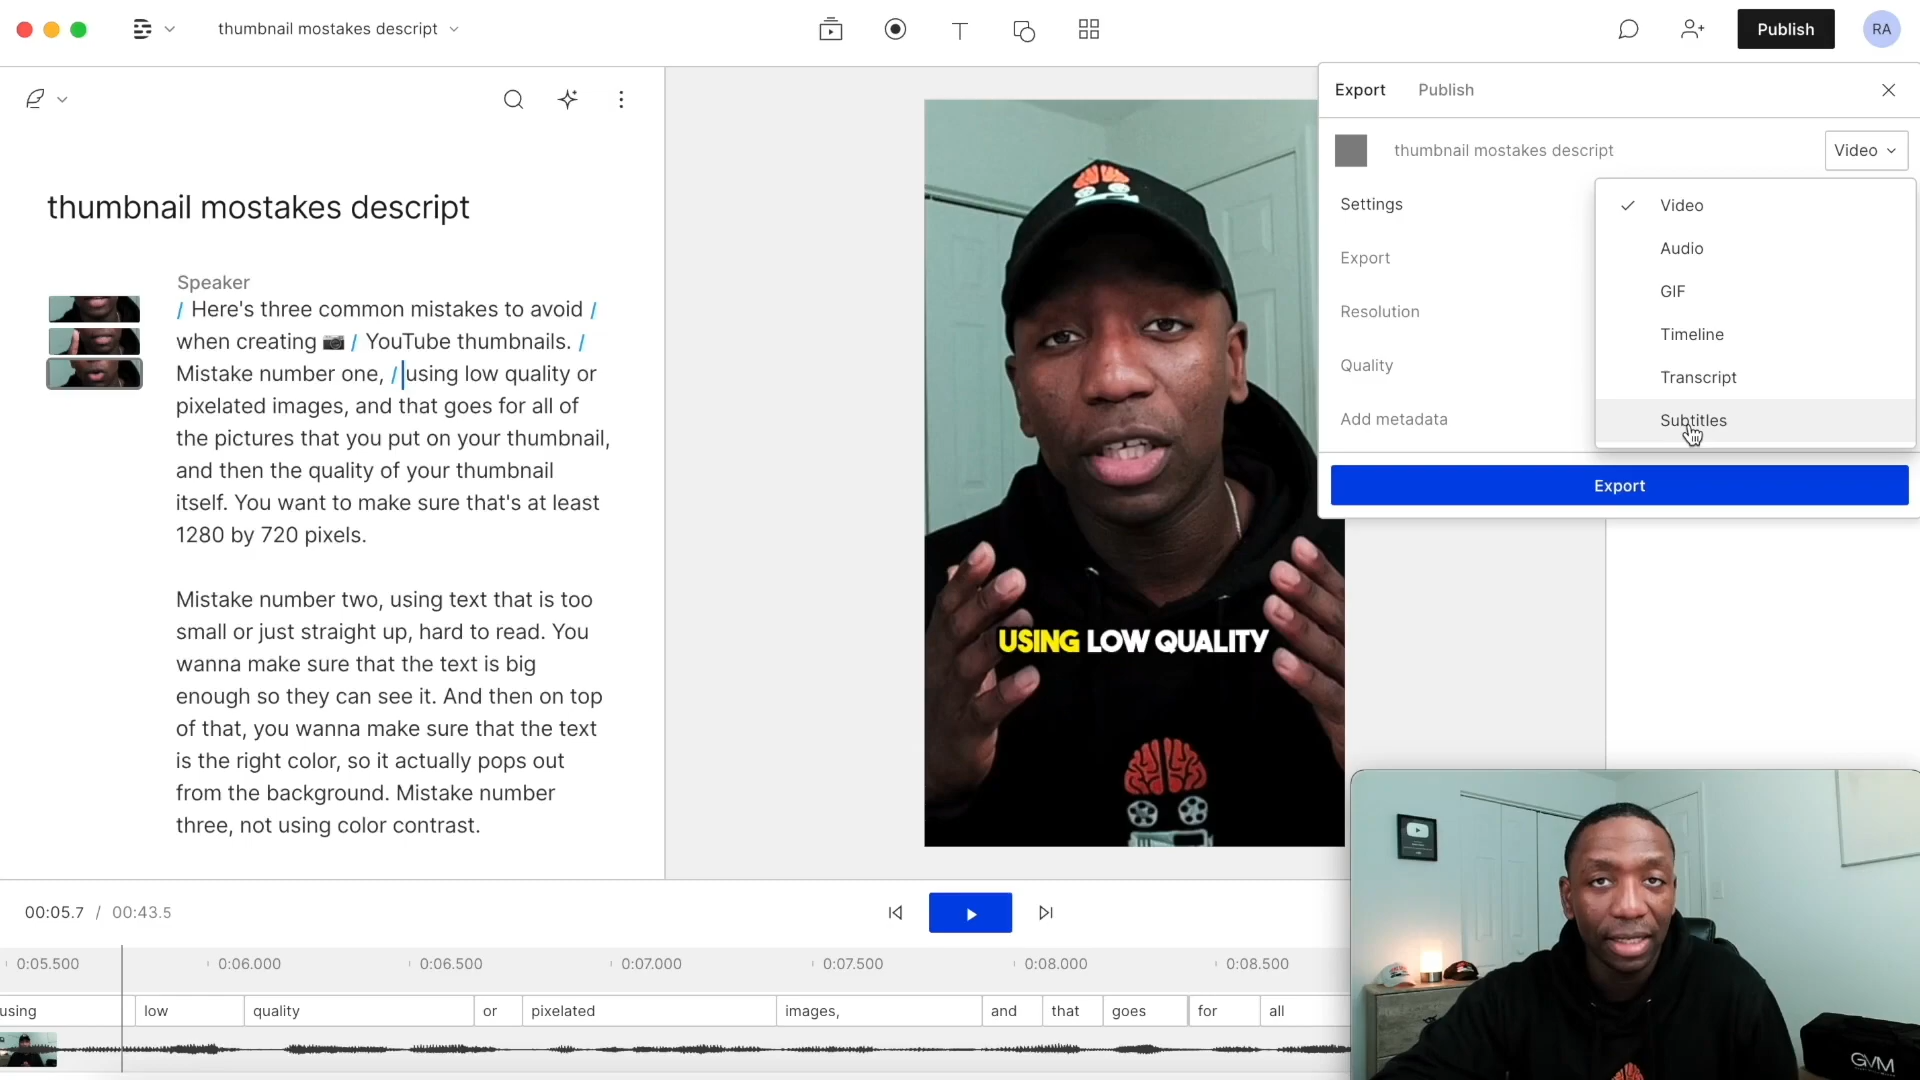 thumbnail mostakes descript
Publish
RA
Export
Publish
thumbnail mostakes descript
Video
Settings
Video
Audio
Export
GIF
Resolution
Timeline
Quality
Transcript
Add metadata
Subtitles
Export
thumbnail mostakes descript
Speaker
/ Here's three common mistakes to avoid /
when creating 📷 / YouTube thumbnails. /
Mistake number one, / using low quality or
pixelated images, and that goes for all of
the pictures that you put on your thumbnail,
and then the quality of your thumbnail
itself. You want to make sure that's at least
1280 by 720 pixels.
Mistake number two, using text that is too
small or just straight up, hard to read. You
wanna make sure that the text is big
enough so they can see it. And then on top
of that, you wanna make sure that the text
is the right color, so it actually pops out
from the background. Mistake number
three, not using color contrast.
USING LOW QUALITY
00:05.7 / 00:43.5
0:05.500 0:06.000 0:06.500 0:07.000 0:07.500 0:08.000 0:08.500
using low quality or pixelated images, and that goes for all
GVM